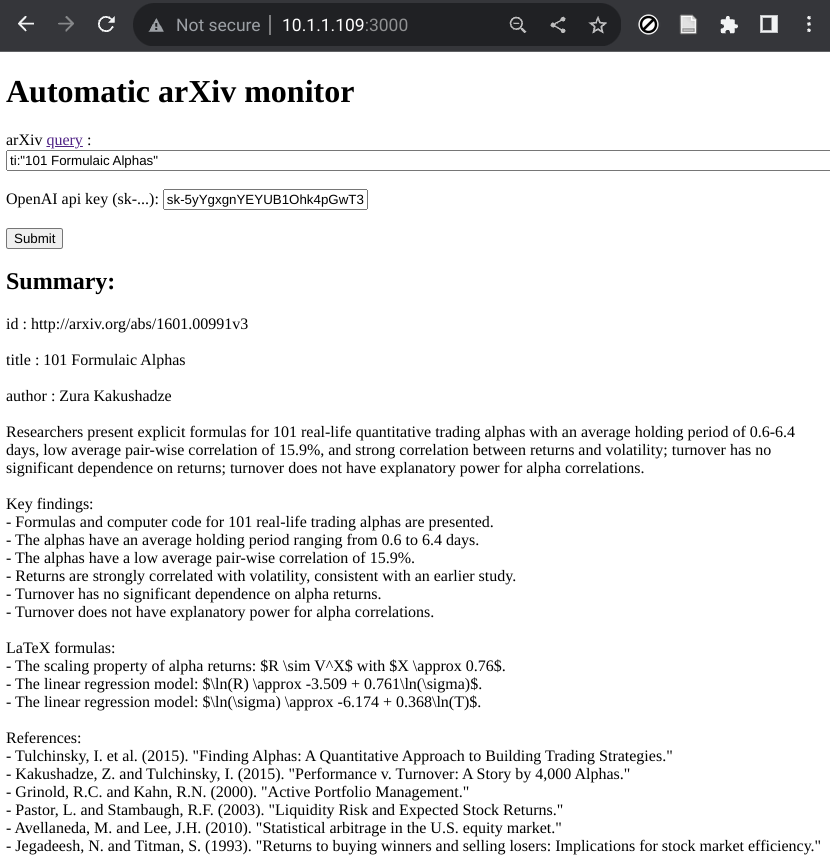 Not secure | 10.1.1.109:3000
Automatic arXiv monitor
arXiv query :
ti:"101 Formulaic Alphas"
OpenAI api key (sk-...): sk-5yYgxgnYEYUB1Ohk4pGwT3
Submit
Summary:
id : http://arxiv.org/abs/1601.00991v3
title : 101 Formulaic Alphas
author : Zura Kakushadze
Researchers present explicit formulas for 101 real-life quantitative trading alphas with an average holding period of 0.6-6.4
days, low average pair-wise correlation of 15.9%, and strong correlation between returns and volatility; turnover has no
significant dependence on returns; turnover does not have explanatory power for alpha correlations.
Key findings:
- Formulas and computer code for 101 real-life trading alphas are presented.
- The alphas have an average holding period ranging from 0.6 to 6.4 days.
- The alphas have a low average pair-wise correlation of 15.9%.
- Returns are strongly correlated with volatility, consistent with an earlier study.
- Turnover has no significant dependence on alpha returns.
- Turnover does not have explanatory power for alpha correlations.
LaTeX formulas:
- The scaling property of alpha returns: $R \sim V^X$ with $X \approx 0.76$.
- The linear regression model: $\ln(R) \approx -3.509 + 0.761\ln(\sigma)$.
- The linear regression model: $\ln(\sigma) \approx -6.174 + 0.368\ln(T)$.
References:
- Tulchinsky, I. et al. (2015). "Finding Alphas: A Quantitative Approach to Building Trading Strategies."
- Kakushadze, Z. and Tulchinsky, I. (2015). "Performance v. Turnover: A Story by 4,000 Alphas."
- Grinold, R.C. and Kahn, R.N. (2000). "Active Portfolio Management."
- Pastor, L. and Stambaugh, R.F. (2003). "Liquidity Risk and Expected Stock Returns."
- Avellaneda, M. and Lee, J.H. (2010). "Statistical arbitrage in the U.S. equity market."
- Jegadeesh, N. and Titman, S. (1993). "Returns to buying winners and selling losers: Implications for stock market efficiency."